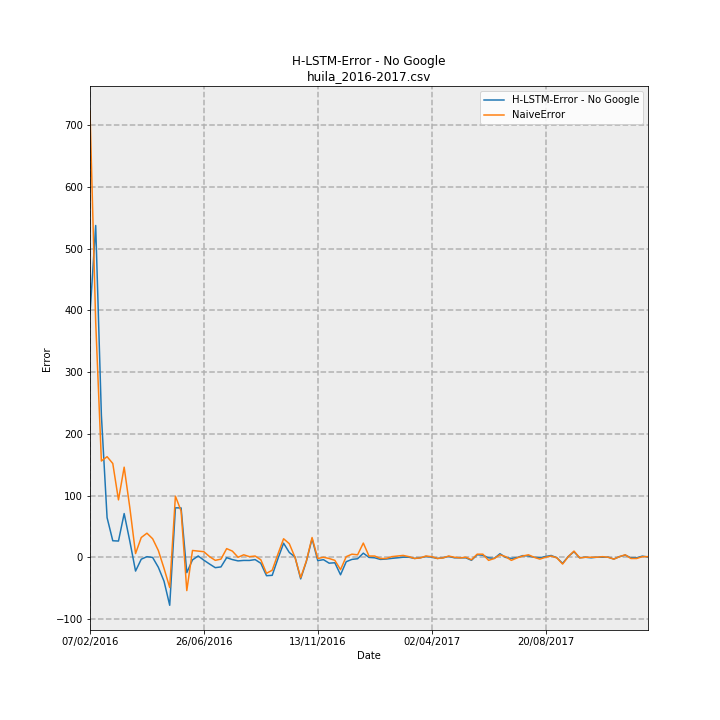 H-LSTM-Error - No Google
huila_2016-2017.csv
H-LSTM-Error - No Google
NaiveError
700
600
500
400
300
200
100
0
−100
Error
07/02/2016
26/06/2016
13/11/2016
02/04/2017
20/08/2017
Date